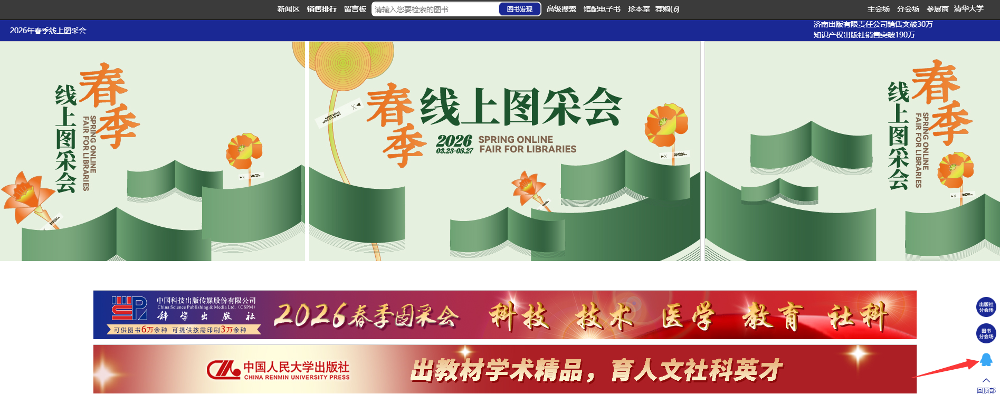 新闻区 销售排行 留言板 请输入您要检索的图书 图书发现 高级搜索 馆配电子书 珍本室 荐购(6) 主会场 分会场 参展商 清华大学
2026年春季线上图采会
济南出版有限责任公司销售突破30万
知识产权出版社销售突破190万
春季
线上图采会
SPRING ONLINE
FAIR FOR LIBRARIES
春季
线上图采会
2026
03.23-03.27
SPRING ONLINE
FAIR FOR LIBRARIES
春季
线上图采会
SPRING ONLINE
FAIR FOR LIBRARIES
中国科技出版传媒股份有限公司
China Science Publishing & Media Ltd.（CSPM）
科学出版社
可供图书6万余种 可提供按需印刷3万余种
2026春季图采会 科技 技术 医学 教育 社科
中国人民大学出版社
CHINA RENMIN UNIVERSITY PRESS
出教材学术精品，育人文社科英才
出版社
分会场
图书
分会场
回顶部